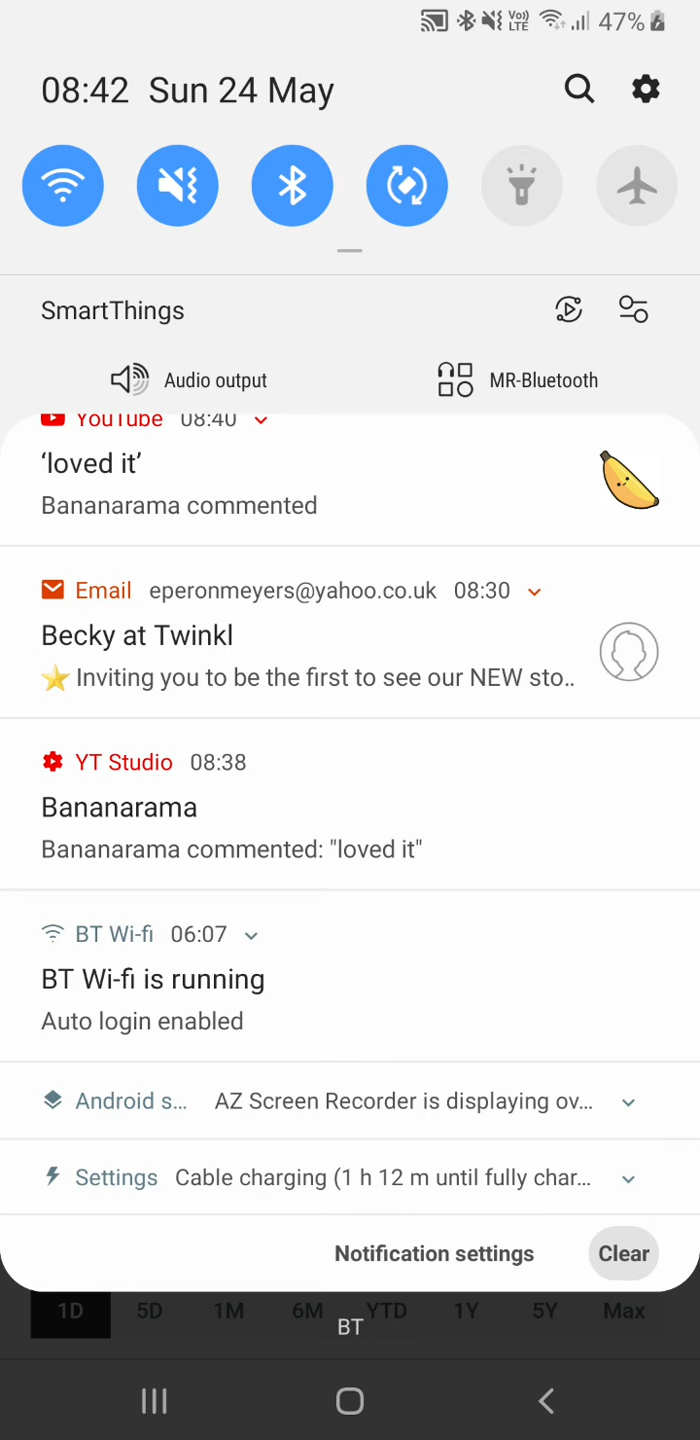 Vo)) LTE 47%
08:42 Sun 24 May
SmartThings
Audio output MR-Bluetooth
YouTube 08:40
‘loved it’
Bananarama commented
Email eperonmeyers@yahoo.co.uk 08:30
Becky at Twinkl
⭐ Inviting you to be the first to see our NEW sto..
YT Studio 08:38
Bananarama
Bananarama commented: "loved it"
BT Wi-fi 06:07
BT Wi-fi is running
Auto login enabled
Android s... AZ Screen Recorder is displaying ov...
Settings Cable charging (1 h 12 m until fully char...
Notification settings Clear
1D 5D 1M 6M YTD 1Y 5Y Max
BT